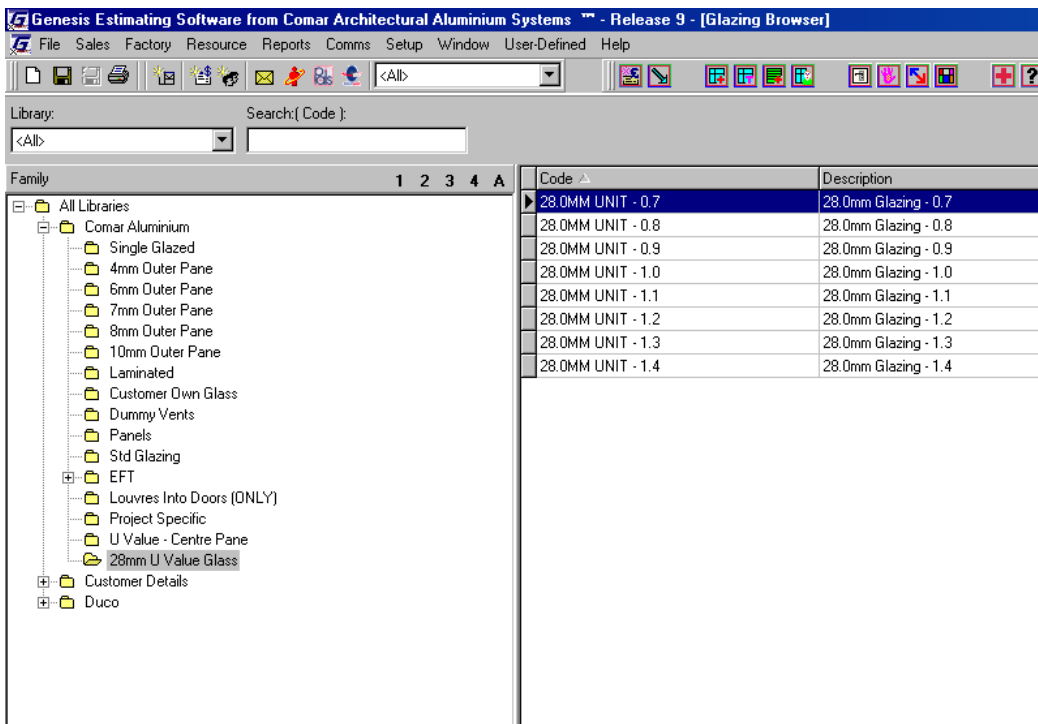 Genesis Estimating Software from Comar Architectural Aluminium Systems ™ - Release 9 - [Glazing Browser]
File Sales Factory Resource Reports Comms Setup Window User-Defined Help
<All>
Library: Search:( Code ):
<All>
Family 1 2 3 4 A
Code Description
All Libraries
Comar Aluminium
Single Glazed
4mm Outer Pane
6mm Outer Pane
7mm Outer Pane
8mm Outer Pane
10mm Outer Pane
Laminated
Customer Own Glass
Dummy Vents
Panels
Std Glazing
EFT
Louvres Into Doors (ONLY)
Project Specific
U Value - Centre Pane
28mm U Value Glass
Customer Details
Duco
28.0MM UNIT - 0.7 28.0mm Glazing - 0.7
28.0MM UNIT - 0.8 28.0mm Glazing - 0.8
28.0MM UNIT - 0.9 28.0mm Glazing - 0.9
28.0MM UNIT - 1.0 28.0mm Glazing - 1.0
28.0MM UNIT - 1.1 28.0mm Glazing - 1.1
28.0MM UNIT - 1.2 28.0mm Glazing - 1.2
28.0MM UNIT - 1.3 28.0mm Glazing - 1.3
28.0MM UNIT - 1.4 28.0mm Glazing - 1.4